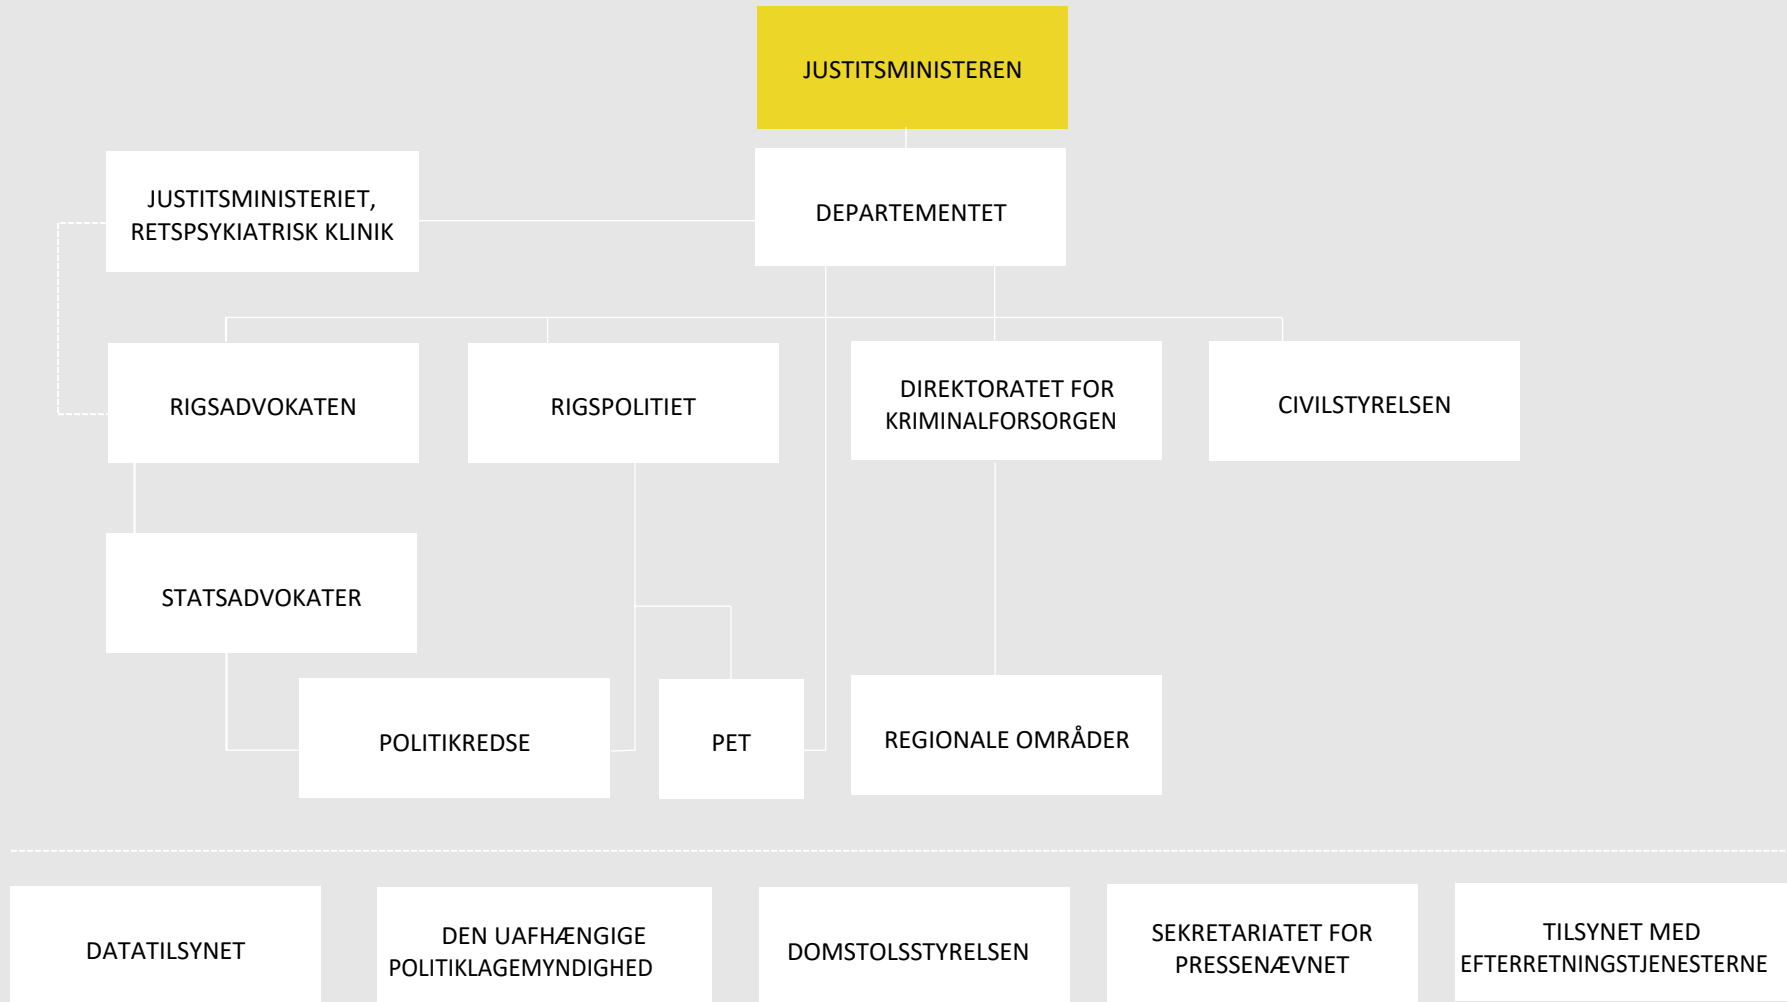 JUSTITSMINISTEREN
JUSTITSMINISTERIET,
RETSPSYKIATRISK KLINIK
DEPARTEMENTET
RIGSADVOKATEN
RIGSPOLITIET
DIREKTORATET FOR
KRIMINALFORSORGEN
CIVILSTYRELSEN
STATSADVOKATER
POLITIKREDSE
PET
REGIONALE OMRÅDER
DATATILSYNET
DEN UAFHÆNGIGE
POLITIKLAGEMYNDIGHED
DOMSTOLSSTYRELSEN
SEKRETARIATET FOR
PRESSENÆVNET
TILSYNET MED
EFTERRETNINGSTJENESTERNE